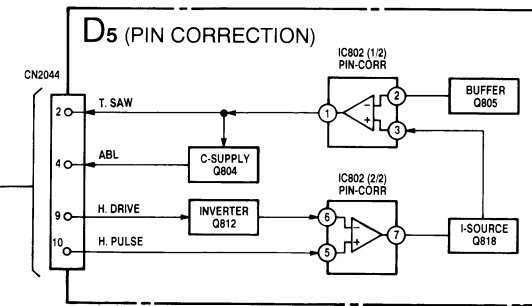 D5 (PIN CORRECTION)
CN2044
IC802 (1/2)
PIN-CORR
2
T. SAW
1
2
3
BUFFER
Q805
4
ABL
C-SUPPLY
Q804
IC802 (2/2)
PIN-CORR
9
H. DRIVE
INVERTER
Q812
6
7
I-SOURCE
Q818
10
H. PULSE
5